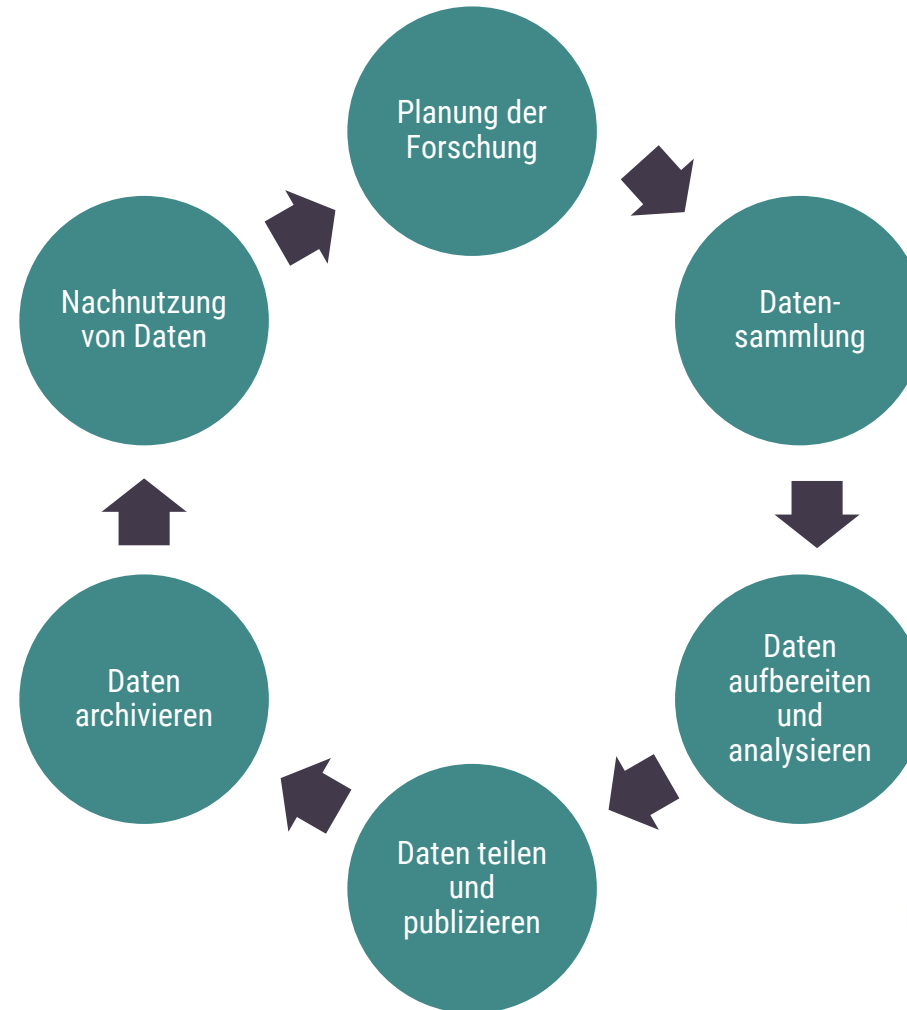 Planung der
Forschung
Daten-
sammlung
Daten
aufbereiten
und
analysieren
Daten teilen
und
publizieren
Daten
archivieren
Nachnutzung
von Daten